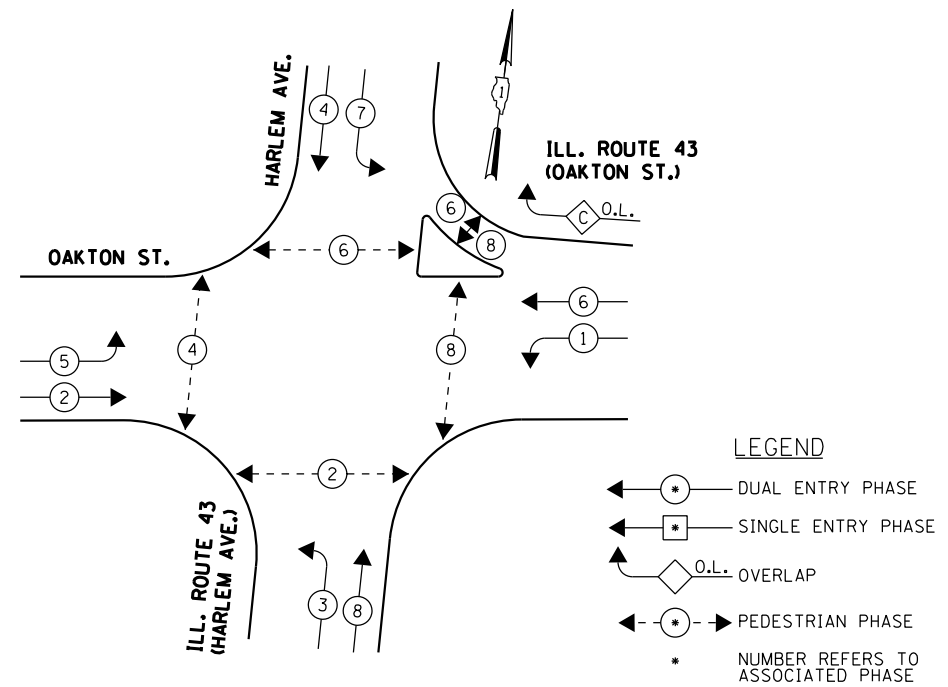 HARLEM AVE.
4
7
1
ILL. ROUTE 43
(OAKTON ST.)
6
8
C
O.L.
OAKTON ST.
6
6
1
5
4
8
2
2
ILL. ROUTE 43
(HARLEM AVE.)
3
8
LEGEND
* DUAL ENTRY PHASE
* SINGLE ENTRY PHASE
O.L. OVERLAP
* PEDESTRIAN PHASE
* NUMBER REFERS TO
ASSOCIATED PHASE